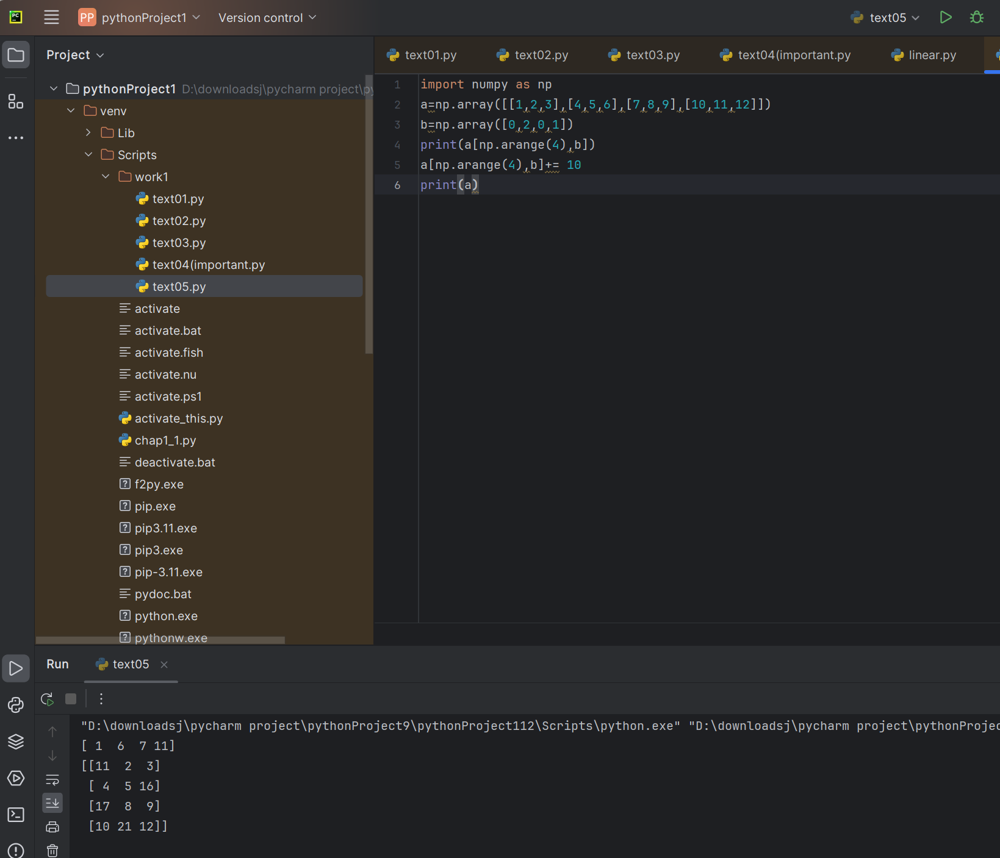 PC
PP pythonProject1 Version control text05
Project
text01.py text02.py text03.py text04(important.py linear.py
pythonProject1 D:\downloadsj\pycharm project\py
venv
Lib
Scripts
work1
text01.py
text02.py
text03.py
text04(important.py
text05.py
activate
activate.bat
activate.fish
activate.nu
activate.ps1
activate_this.py
chap1_1.py
deactivate.bat
f2py.exe
pip.exe
pip3.11.exe
pip3.exe
pip-3.11.exe
pydoc.bat
python.exe
pythonw.exe
1 import numpy as np
2 a=np.array([[1,2,3],[4,5,6],[7,8,9],[10,11,12]])
3 b=np.array([0,2,0,1])
4 print(a[np.arange(4),b])
5 a[np.arange(4),b]+= 10
6 print(a)
Run text05
"D:\downloadsj\pycharm project\pythonProject9\pythonProject112\Scripts\python.exe" "D:\downloadsj\pycharm project\pythonProjec
[ 1  6  7 11]
[[11  2  3]
[ 4  5 16]
[17  8  9]
[10 21 12]]